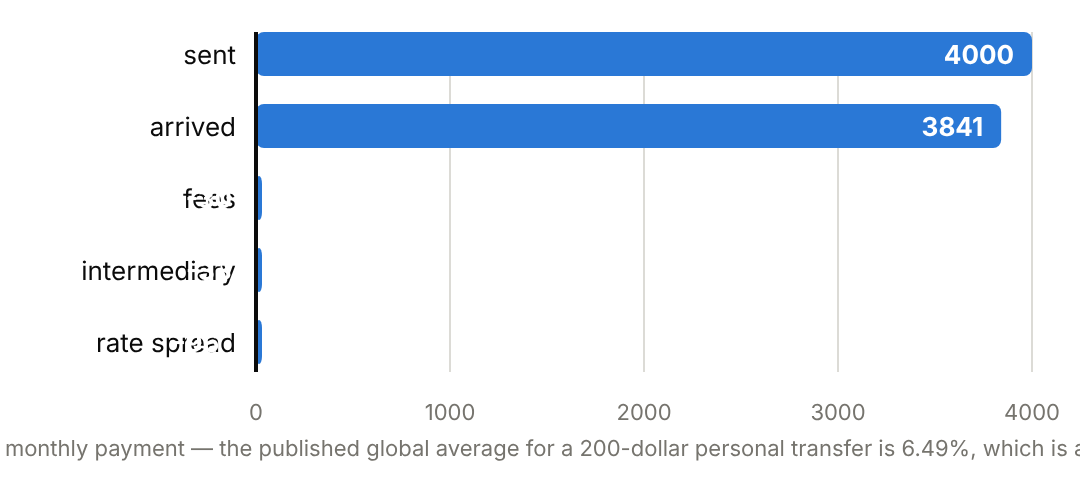 sent
4000
arrived
3841
fees
intermediary
rate spread
0 1000 2000 3000 4000
monthly payment — the published global average for a 200-dollar personal transfer is 6.49%, which is a